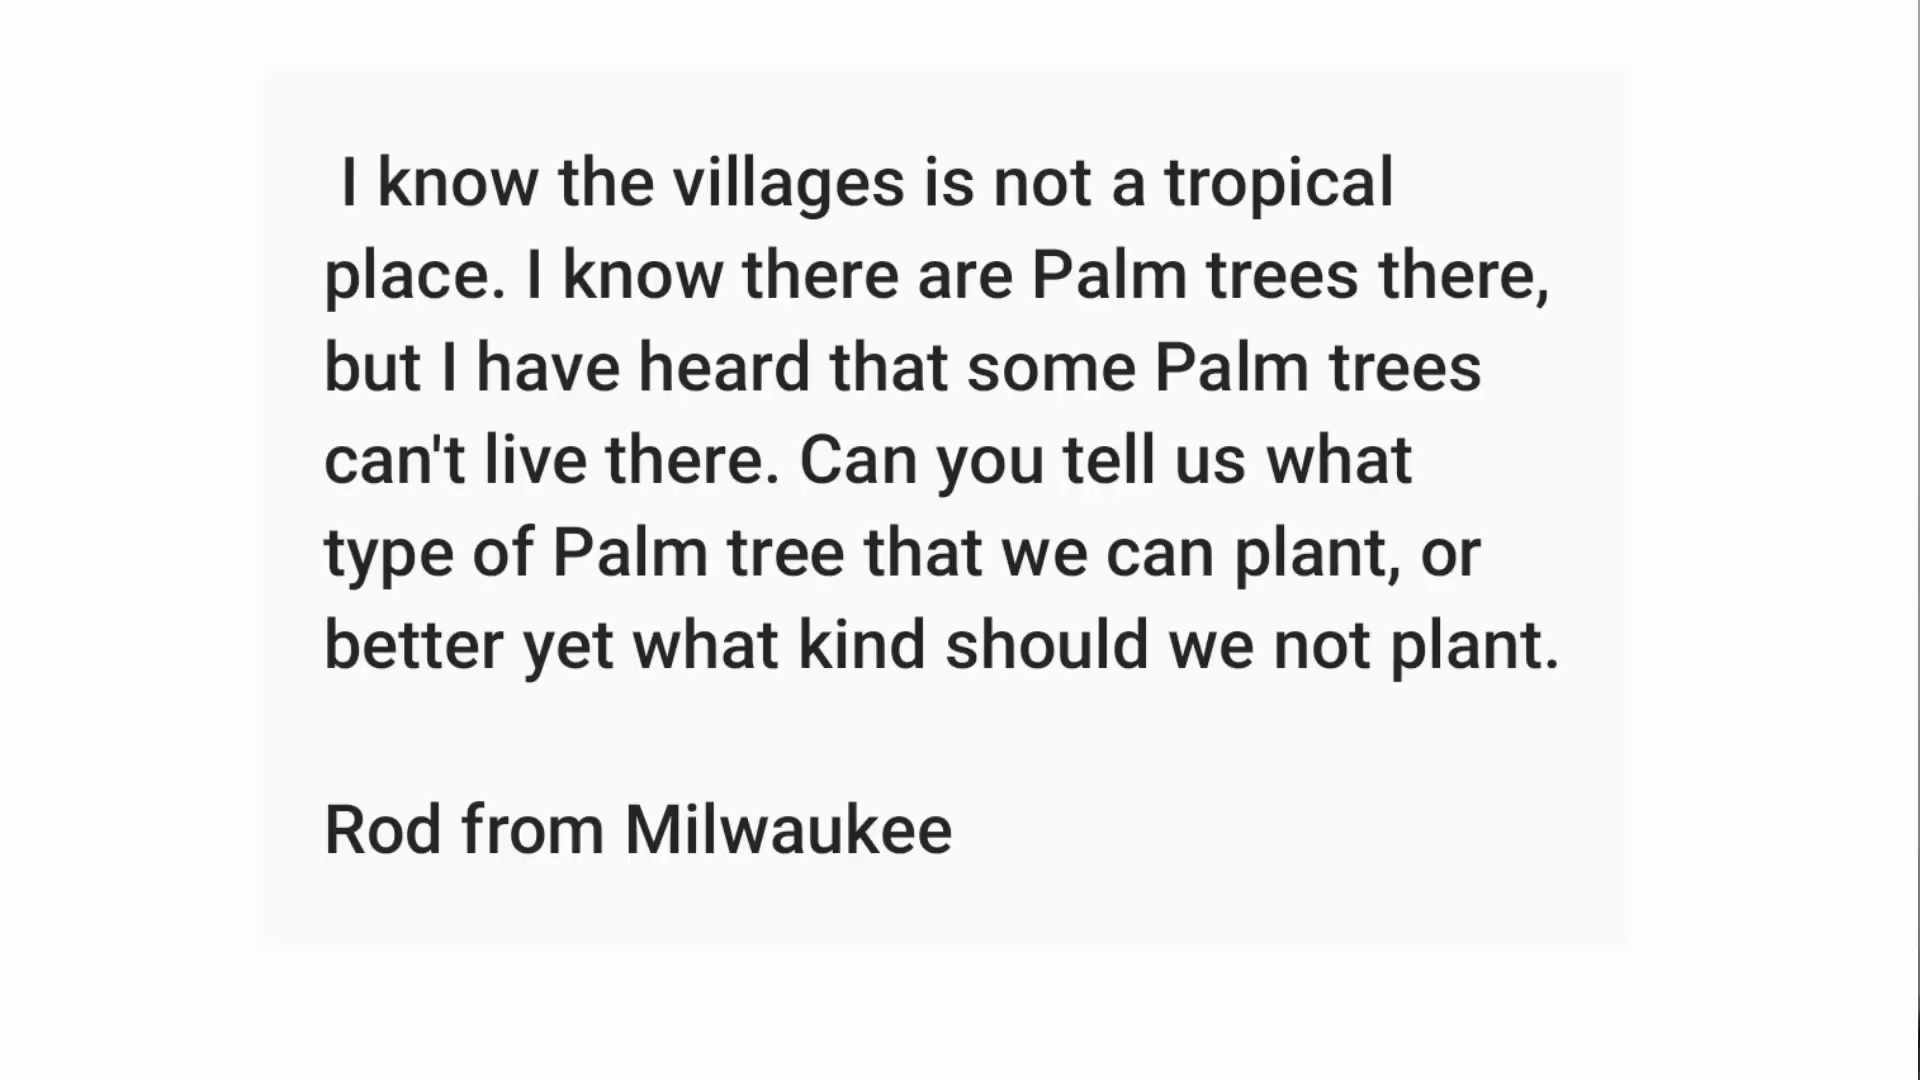 I know the villages is not a tropical
place. I know there are Palm trees there,
but I have heard that some Palm trees
can't live there. Can you tell us what
type of Palm tree that we can plant, or
better yet what kind should we not plant.
Rod from Milwaukee